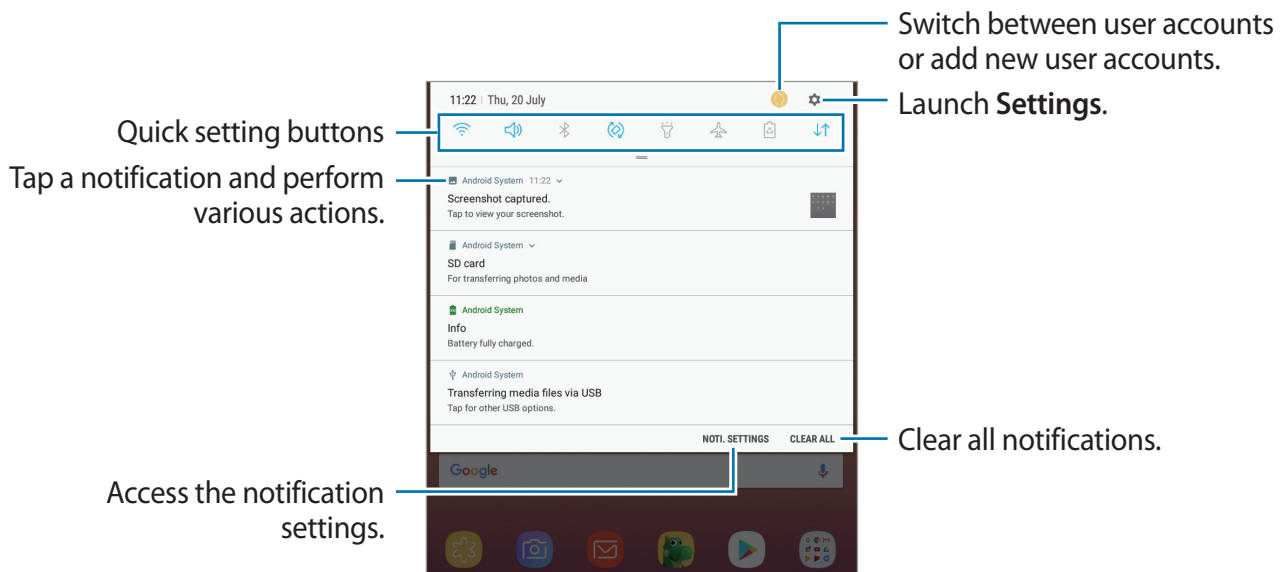 Switch between user accounts
or add new user accounts.
11:22 | Thu, 20 July
Launch Settings.
Quick setting buttons
Tap a notification and perform
various actions.
Android System 11:22
Screenshot captured.
Tap to view your screenshot.
Android System
SD card
For transferring photos and media
Android System
Info
Battery fully charged.
Android System
Transferring media files via USB
Tap for other USB options.
NOTI. SETTINGS CLEAR ALL
Clear all notifications.
Google
Access the notification
settings.